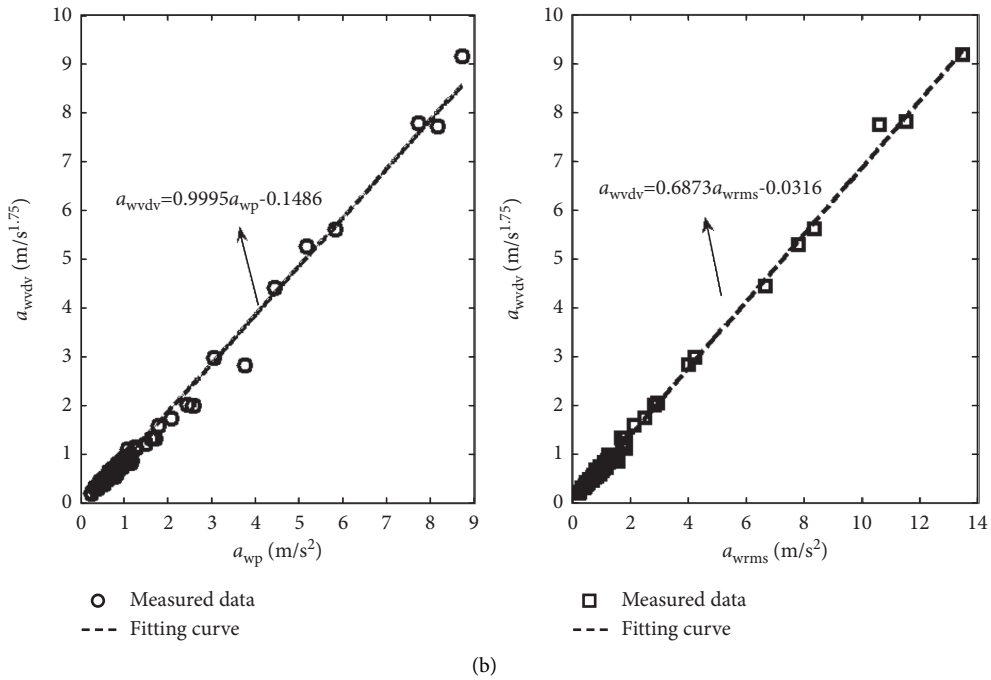 10
9
8
7
6
5
4
3
2
1
0
a_wvdv (m/s^1.75)
a_wvdv=0.9995a_wp-0.1486
0 1 2 3 4 5 6 7 8 9
a_wp (m/s^2)
Measured data
Fitting curve
10
9
8
7
6
5
4
3
2
1
0
a_wvdv (m/s^1.75)
a_wvdv=0.6873a_wrms-0.0316
0 2 4 6 8 10 12 14
a_wrms (m/s^2)
Measured data
Fitting curve
(b)